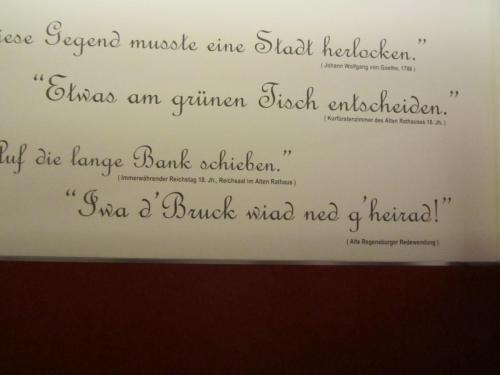 iese Gegend musste eine Stadt herlocken.”
( Johann Wolfgang von Goethe, 1786 )
“Etwas am grünen Tisch entscheiden.”
( Kurfürstenzimmer des Alten Rathauses 18. Jh. )
Auf die lange Bank schieben.”
( Immerwährender Reichstag 18. Jh., Reichsaal im Alten Rathaus )
“Iwa d’Bruck wiad ned g’heirad!”
( Alte Regensburger Redewendung )